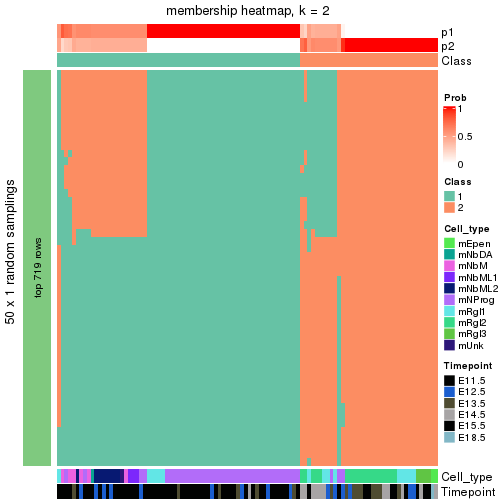 membership heatmap, k = 2
p1
p2
Class
50 x 1 random samplings
top 719 rows
Prob
1
0.5
0
Class
1
2
Cell_type
mEpen
mNbDA
mNbM
mNbML1
mNbML2
mNProg
mRgl1
mRgl2
mRgl3
mUnk
Timepoint
E11.5
E12.5
E13.5
E14.5
E15.5
E18.5
Cell_type
Timepoint